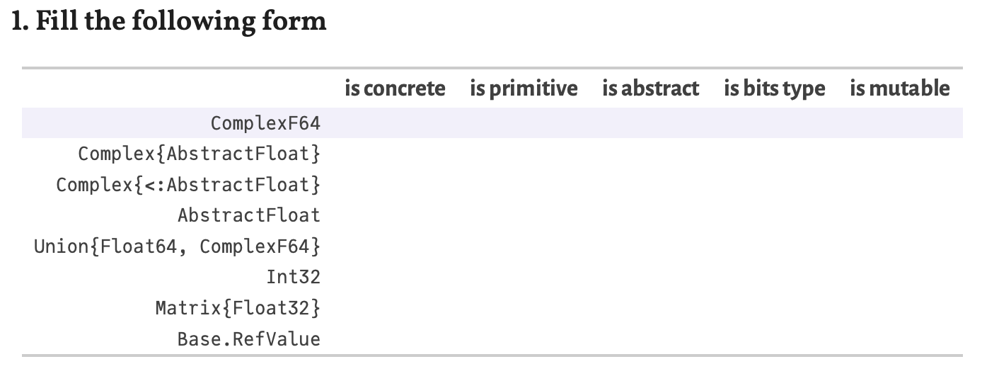 1. Fill the following form
is concrete is primitive is abstract is bits type is mutable
ComplexF64
Complex{AbstractFloat}
Complex{<:AbstractFloat}
AbstractFloat
Union{Float64, ComplexF64}
Int32
Matrix{Float32}
Base.RefValue